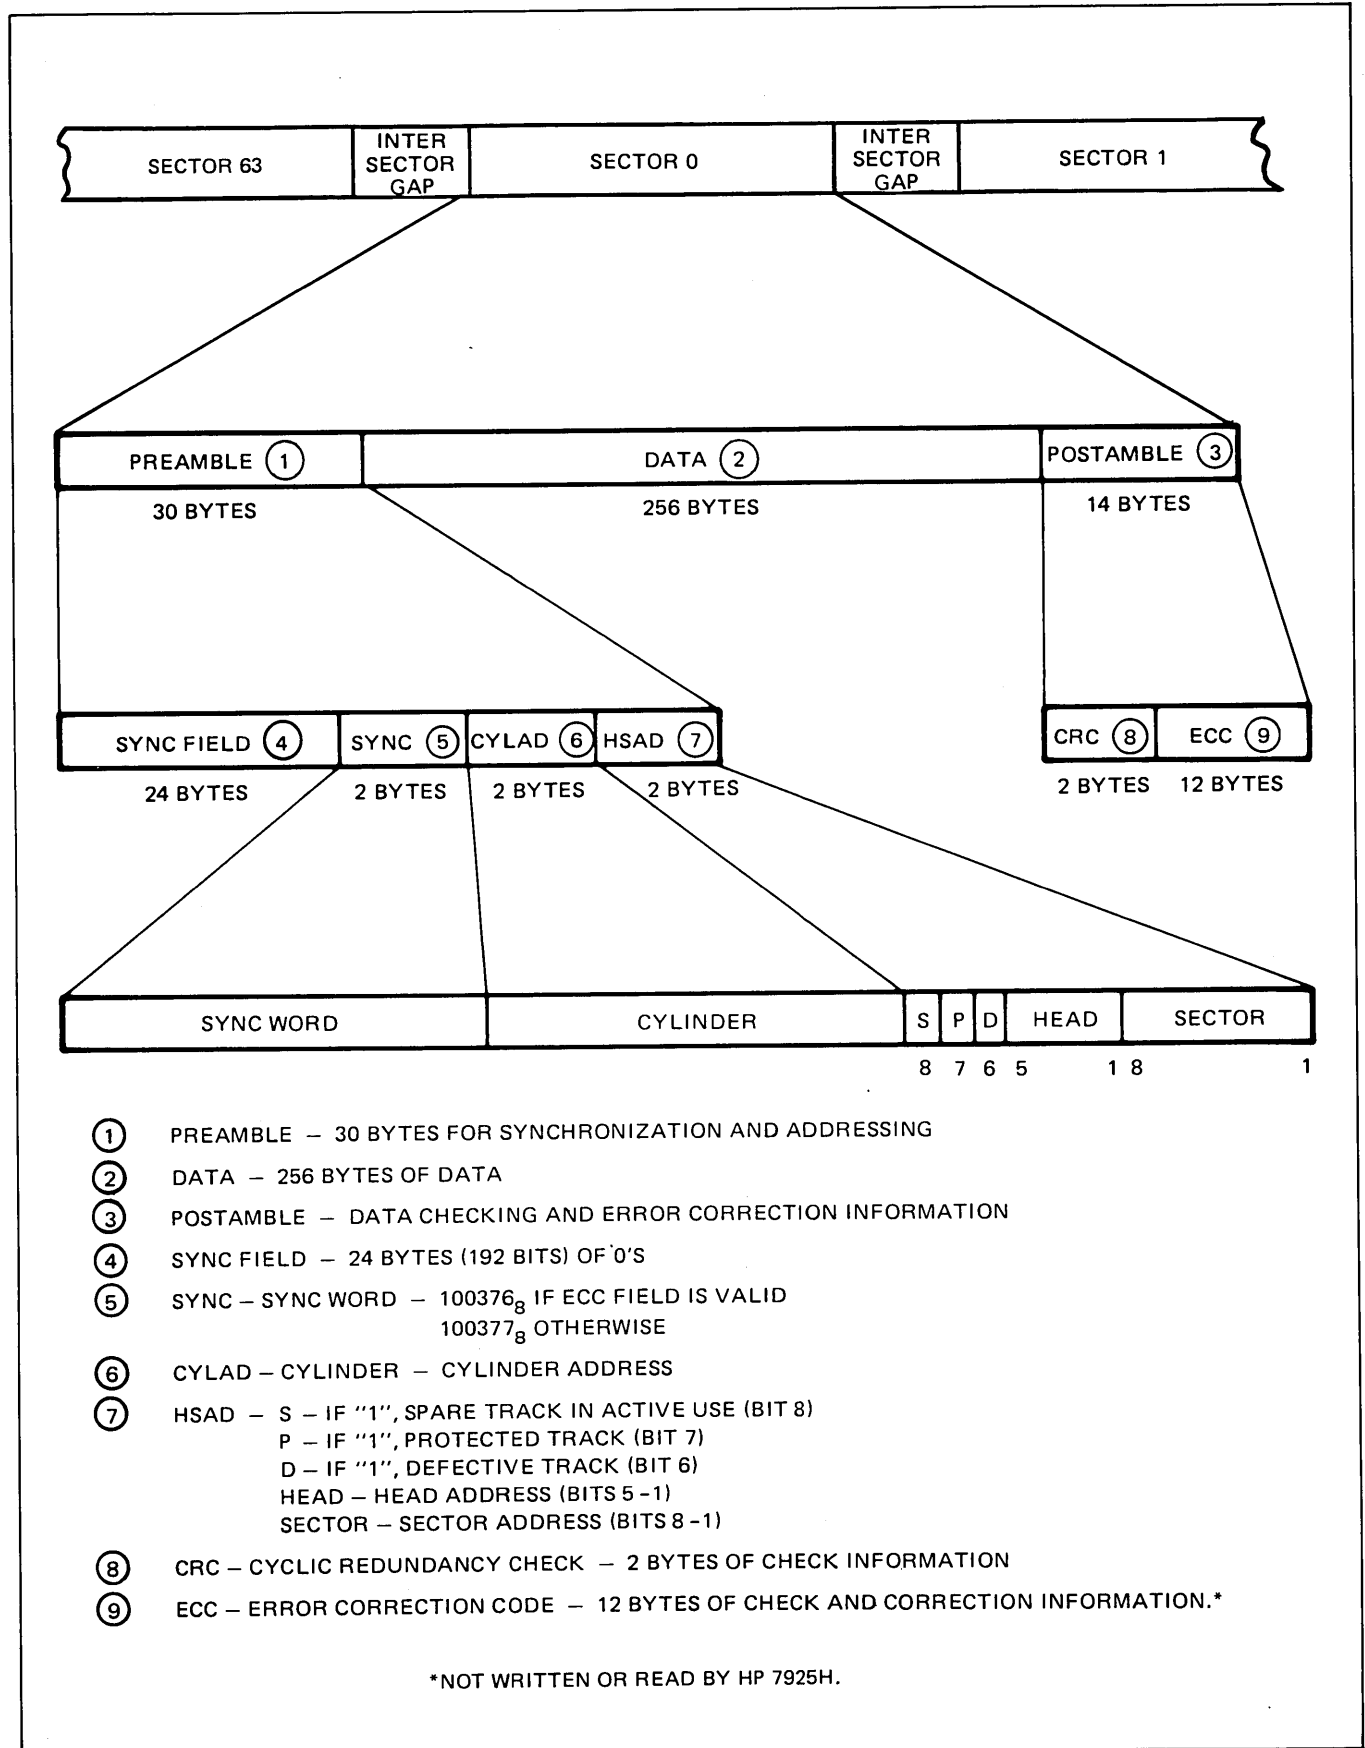 SECTOR 63
INTER
SECTOR
GAP
SECTOR 0
INTER
SECTOR
GAP
SECTOR 1
PREAMBLE 1
DATA 2
POSTAMBLE 3
30 BYTES
256 BYTES
14 BYTES
SYNC FIELD 4
SYNC 5
CYLAD 6
HSAD 7
CRC 8
ECC 9
24 BYTES
2 BYTES
2 BYTES
2 BYTES
2 BYTES
12 BYTES
SYNC WORD
CYLINDER
S
P
D
HEAD
SECTOR
8 7 6 5 1 8 1
1 PREAMBLE – 30 BYTES FOR SYNCHRONIZATION AND ADDRESSING
2 DATA – 256 BYTES OF DATA
3 POSTAMBLE – DATA CHECKING AND ERROR CORRECTION INFORMATION
4 SYNC FIELD – 24 BYTES (192 BITS) OF 0'S
5 SYNC – SYNC WORD – 100376₈ IF ECC FIELD IS VALID
100377₈ OTHERWISE
6 CYLAD – CYLINDER – CYLINDER ADDRESS
7 HSAD – S – IF "1", SPARE TRACK IN ACTIVE USE (BIT 8)
P – IF "1", PROTECTED TRACK (BIT 7)
D – IF "1", DEFECTIVE TRACK (BIT 6)
HEAD – HEAD ADDRESS (BITS 5-1)
SECTOR – SECTOR ADDRESS (BITS 8-1)
8 CRC – CYCLIC REDUNDANCY CHECK – 2 BYTES OF CHECK INFORMATION
9 ECC – ERROR CORRECTION CODE – 12 BYTES OF CHECK AND CORRECTION INFORMATION.*
*NOT WRITTEN OR READ BY HP 7925H.